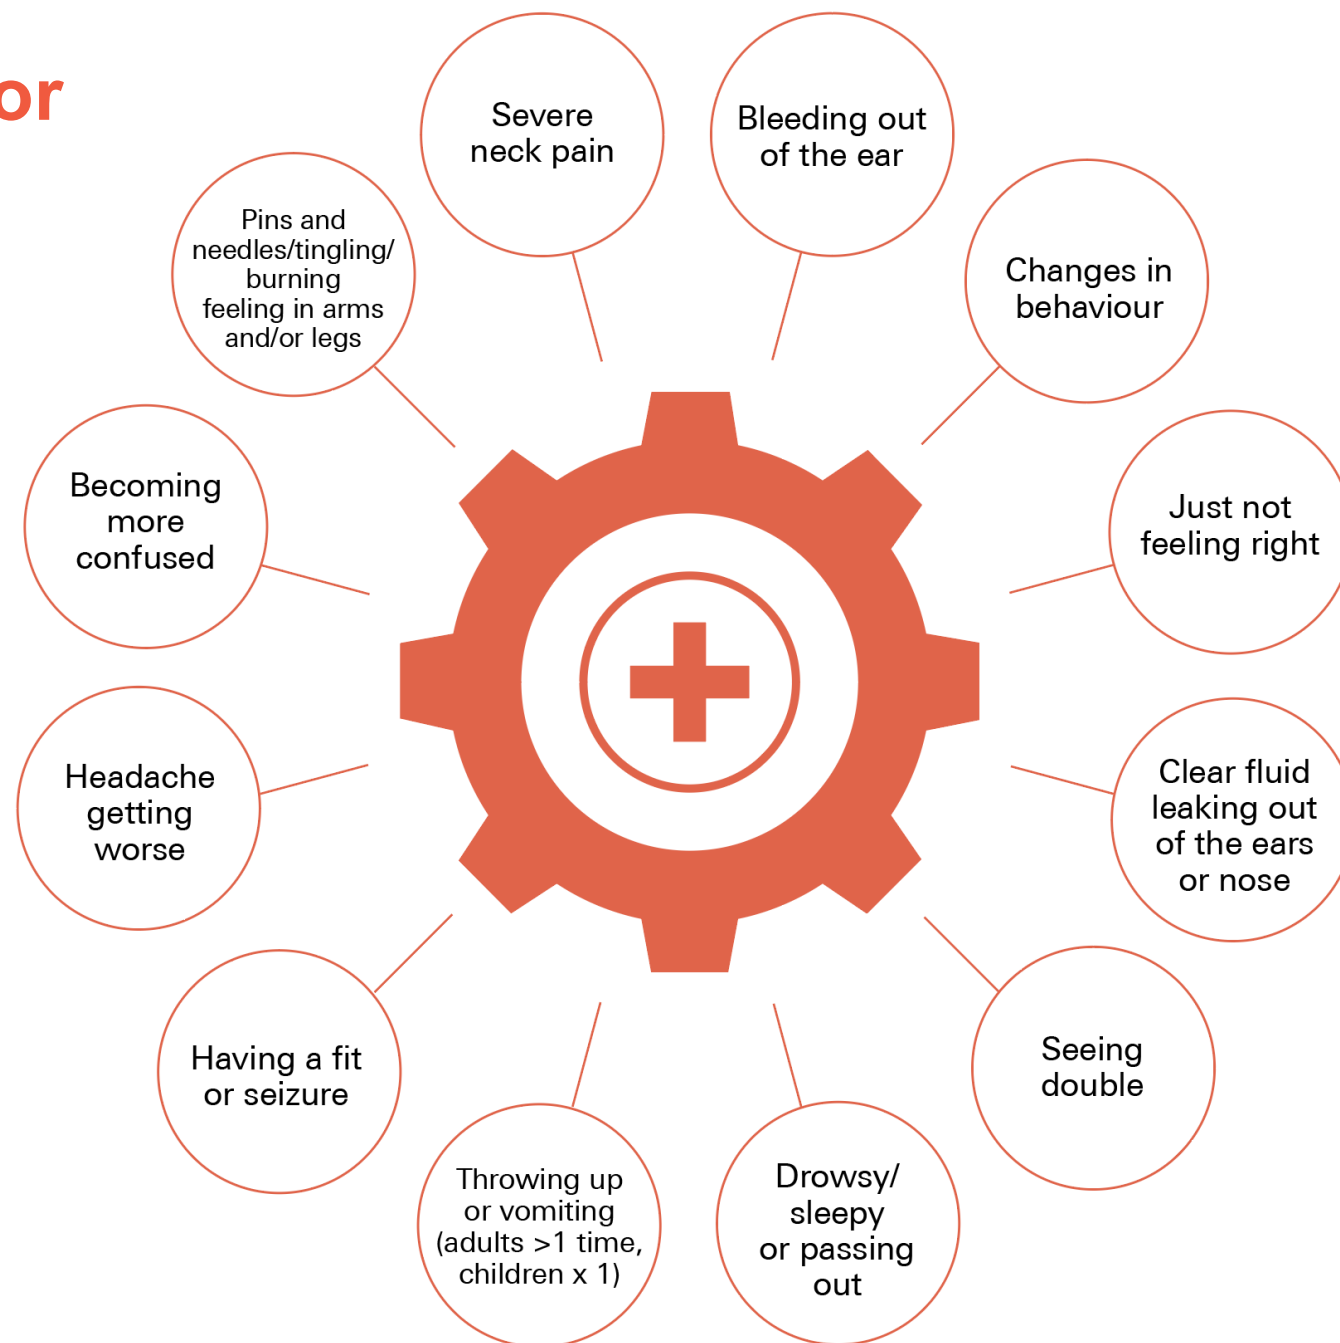 or
Severe
neck pain
Bleeding out
of the ear
Changes in
behaviour
Just not
feeling right
Clear fluid
leaking out
of the ears
or nose
Seeing
double
Drowsy/
sleepy
or passing
out
Throwing up
or vomiting
(adults >1 time,
children x 1)
Having a fit
or seizure
Headache
getting
worse
Becoming
more
confused
Pins and
needles/tingling/
burning
feeling in arms
and/or legs